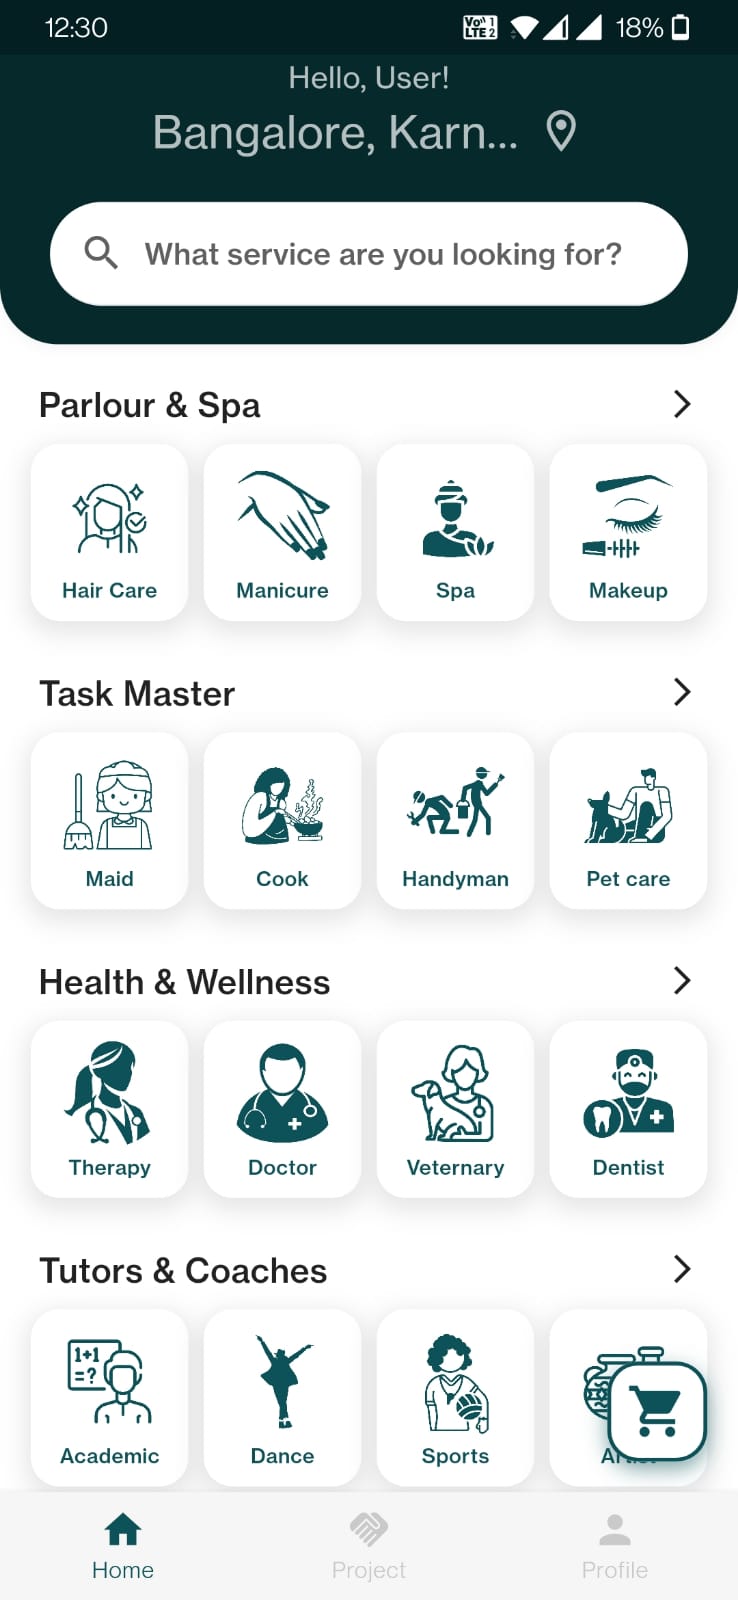 12:30
Vo 1
LTE 2
18%
Hello, User!
Bangalore, Karn...
What service are you looking for?
Parlour & Spa
Hair Care
Manicure
Spa
Makeup
Task Master
Maid
Cook
Handyman
Pet care
Health & Wellness
Therapy
Doctor
Veternary
Dentist
Tutors & Coaches
1+1
=?
Academic
Dance
Sports
Home
Project
Profile